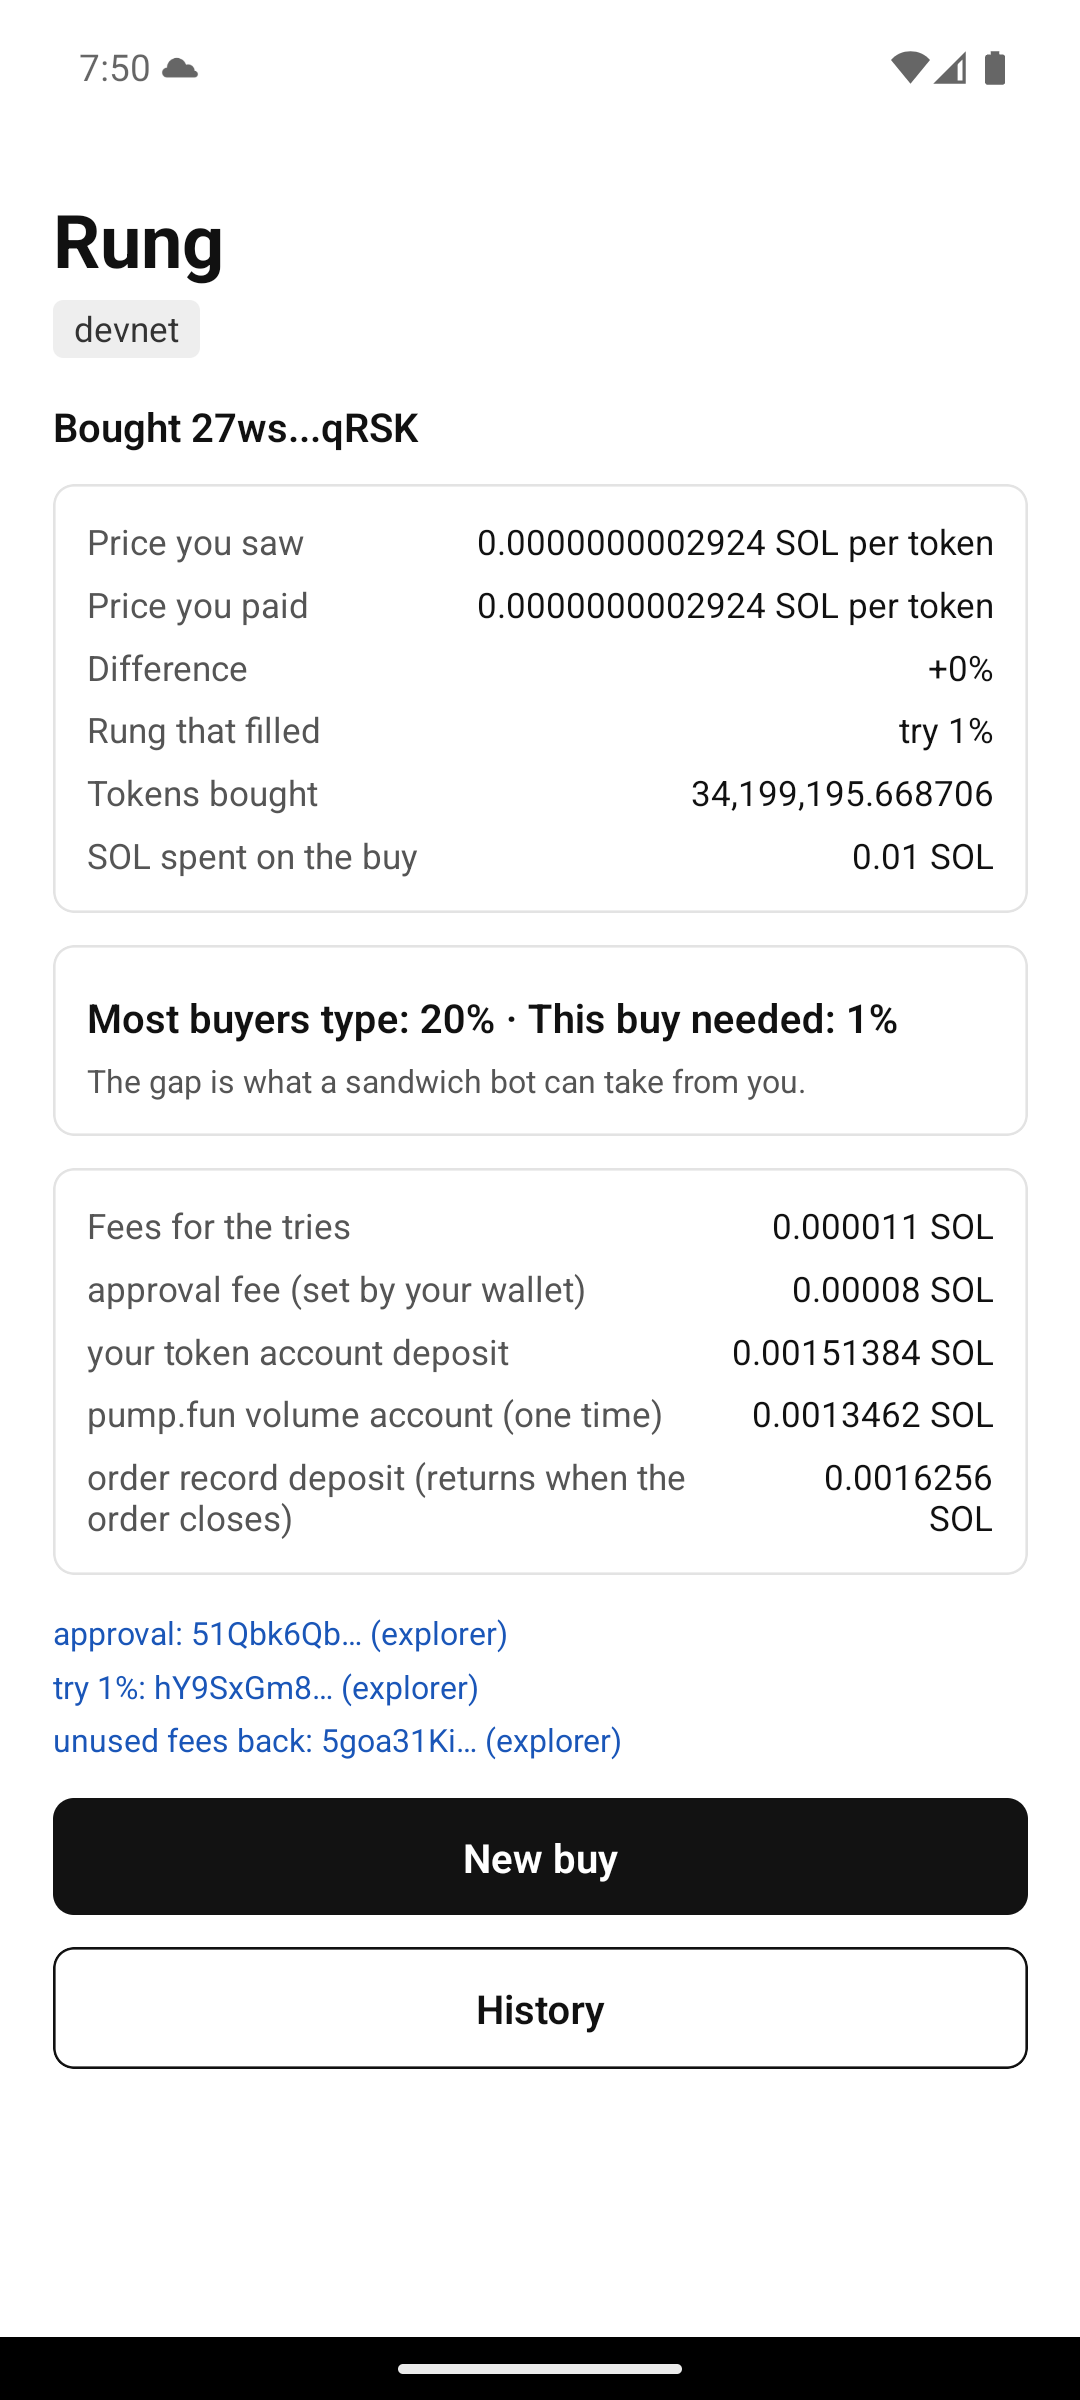 7:50
Rung
devnet
Bought 27ws...qRSK
Price you saw 0.0000000002924 SOL per token
Price you paid 0.0000000002924 SOL per token
Difference +0%
Rung that filled try 1%
Tokens bought 34,199,195.668706
SOL spent on the buy 0.01 SOL
Most buyers type: 20% · This buy needed: 1%
The gap is what a sandwich bot can take from you.
Fees for the tries 0.000011 SOL
approval fee (set by your wallet) 0.00008 SOL
your token account deposit 0.00151384 SOL
pump.fun volume account (one time) 0.0013462 SOL
order record deposit (returns when the 0.0016256
order closes) SOL
approval: 51Qbk6Qb… (explorer)
try 1%: hY9SxGm8… (explorer)
unused fees back: 5goa31Ki… (explorer)
New buy
History